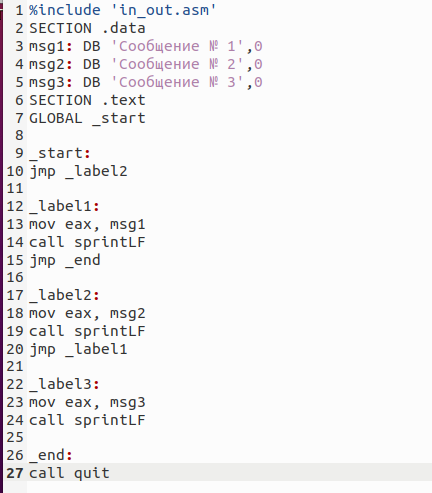 1 %include 'in_out.asm'
2 SECTION .data
3 msg1: DB 'Сообщение № 1',0
4 msg2: DB 'Сообщение № 2',0
5 msg3: DB 'Сообщение № 3',0
6 SECTION .text
7 GLOBAL _start
8
9 _start:
10 jmp _label2
11
12 _label1:
13 mov eax, msg1
14 call sprintLF
15 jmp _end
16
17 _label2:
18 mov eax, msg2
19 call sprintLF
20 jmp _label1
21
22 _label3:
23 mov eax, msg3
24 call sprintLF
25
26 _end:
27 call quit